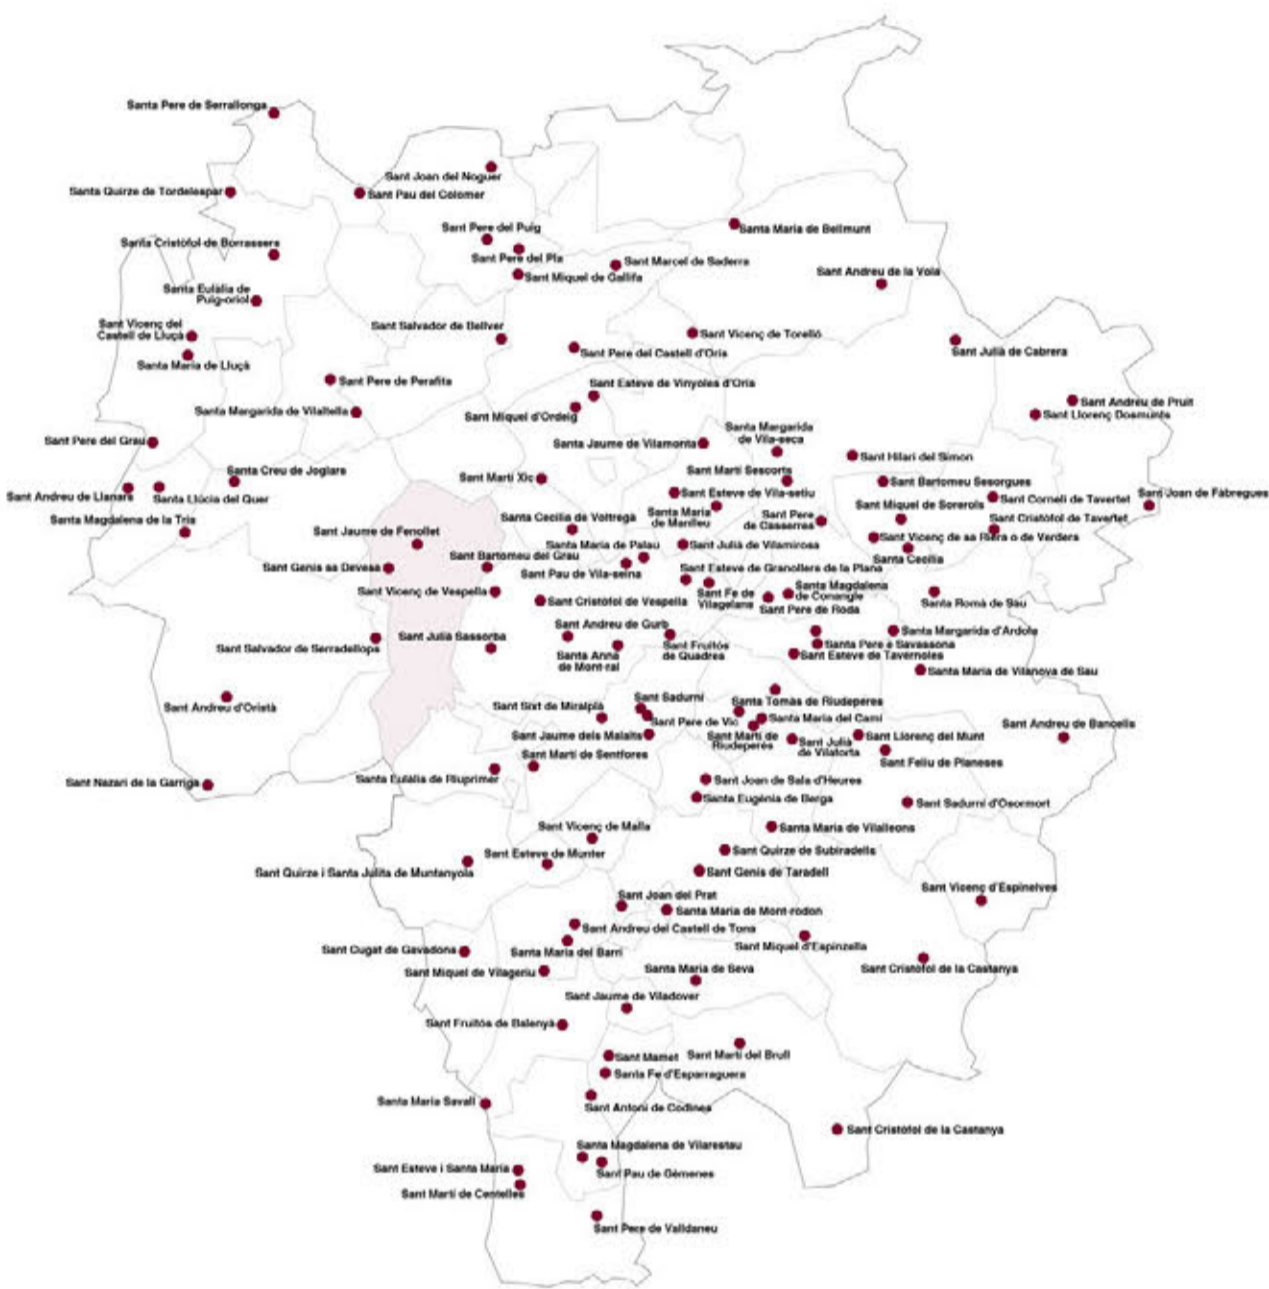 Santa Pere de Serrallonga
Sant Joan del Noguer
Santa Quirze de Tordelespar
Sant Pau del Colomer
Sant Pere del Puig
Santa Maria de Bellmunt
Santa Cristòfol de Borrassers
Sant Pere del Pla
Sant Marcel de Saderra
Sant Miquel de Gallifa
Sant Andreu de la Vola
Santa Eulàlia de
Puig-oriol
Sant Vicenç del
Castell de Lluçà
Sant Salvador de Bellver
Sant Vicenç de Torelló
Sant Pere del Castell d'Orís
Sant Julià de Cabrera
Santa Maria de Lluçà
Sant Pere de Perafita
Sant Esteve de Vinyoles d'Orís
Santa Margarida de Vilaltella
Sant Miquel d'Ordeig
Sant Andreu de Pruit
Sant Llorenç Dosmunts
Santa Margarida
de Vila-seca
Sant Pere del Grau
Santa Jaume de Vilamonta
Sant Hilari del Simon
Santa Creu de Joglars
Sant Martí Xic
Sant Martí Sescorts
Sant Bartomeu Sesorgues
Sant Andreu de Llanars
Santa Llúcia del Quer
Sant Esteve de Vila-setiu
Sant Corneli de Tavertet
Sant Joan de Fàbregues
Santa Maria
de Manlleu
Sant Miquel de Sorerols
Santa Magdalena de la Tria
Santa Cecília de Voltregà
Sant Pere
de Casserres
Sant Cristòfol de Tavertet
Sant Jaume de Fenollet
Sant Vicenç de sa Riera o de Verders
Santa Maria de Palau
Sant Julià de Vilamirosa
Sant Bartomeu del Grau
Santa Cecília
Sant Genís sa Devesa
Sant Pau de Vila-seina
Sant Esteve de Granollers de la Plana
Sant Vicenç de Vespella
Sant Fe de
Vilagelans
Santa Magdalena
de Conangle
Sant Cristòfol de Vespella
Sant Pere de Roda
Santa Romà de Sau
Sant Andreu de Gurb
Santa Margarida d'Ardola
Sant Julià Sassorba
Sant Salvador de Serradellops
Santa Anna
de Mont-ral
Sant Fruitós
de Quadres
Santa Pere e Savassona
Sant Esteve de Tavèrnoles
Santa Maria de Vilanova de Sau
Sant Andreu d'Oristà
Sant Sadurní
Santa Tomàs de Riudeperes
Sant Sixt de Miralplà
Sant Pere de Vic
Santa Maria del Camí
Sant Andreu de Bancells
Sant Jaume dels Malalts
Sant Martí de
Riudeperes
Sant Julià
de Vilatorta
Sant Llorenç del Munt
Sant Martí de Sentfores
Sant Feliu de Planeses
Sant Nazari de la Garriga
Santa Eulàlia de Riuprimer
Sant Joan de Sala d'Heures
Santa Eugènia de Berga
Sant Sadurní d'Osormort
Sant Vicenç de Malla
Santa Maria de Vilalleons
Sant Esteve de Munter
Sant Quirze de Subiradells
Sant Quirze i Santa Julita de Muntanyola
Sant Genís de Taradell
Sant Vicenç d'Espinelves
Sant Joan del Prat
Santa Maria de Mont-rodon
Sant Andreu del Castell de Tona
Sant Cugat de Gavadons
Santa Maria del Barri
Sant Miquel d'Espinzella
Sant Miquel de Vilageriu
Santa Maria de Seva
Sant Cristòfol de la Castanya
Sant Jaume de Viladover
Sant Fruitós de Balenyà
Sant Mamet
Sant Martí del Brull
Santa Fe d'Esparraguera
Santa Maria Savall
Sant Antoni de Codines
Sant Cristòfol de la Castanya
Santa Magdalena de Vilarestau
Sant Esteve i Santa Maria
Sant Pau de Gèmenes
Sant Martí de Centelles
Sant Pere de Valldaneu